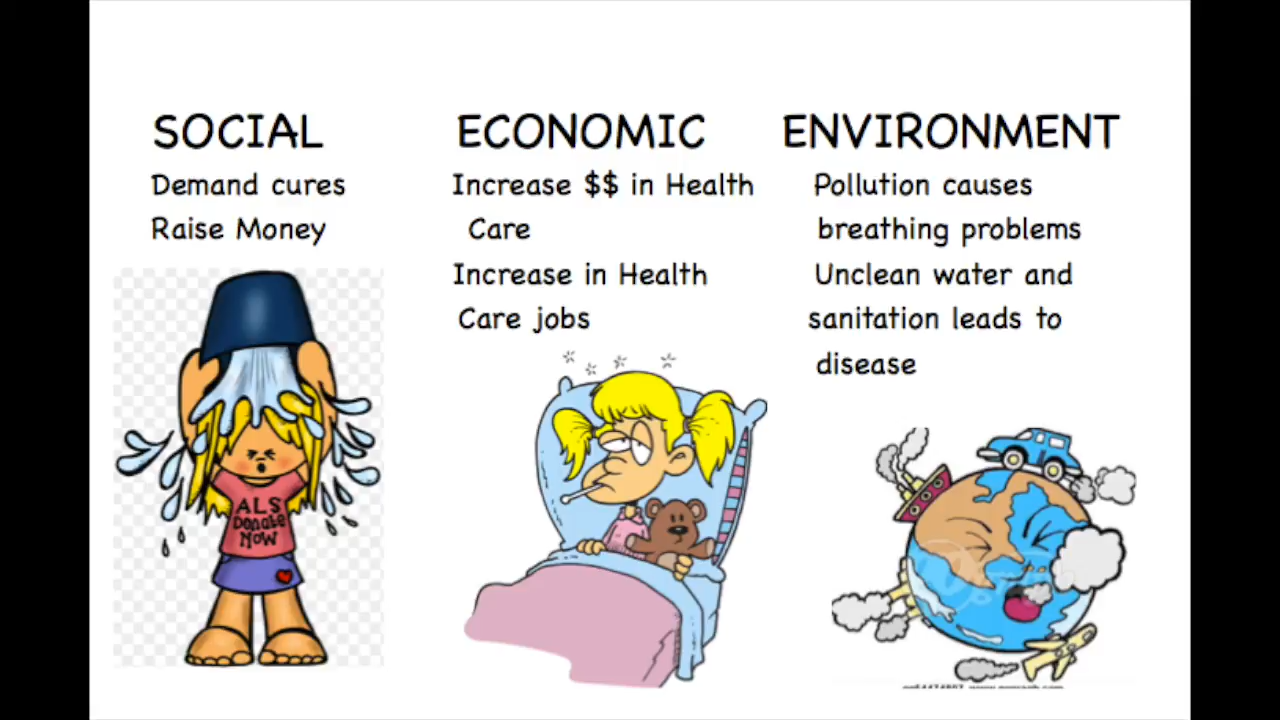 SOCIAL
Demand cures
Raise Money
ALS
Donate
Now
ECONOMIC
Increase $$ in Health
Care
Increase in Health
Care jobs
ENVIRONMENT
Pollution causes
breathing problems
Unclean water and
sanitation leads to
disease